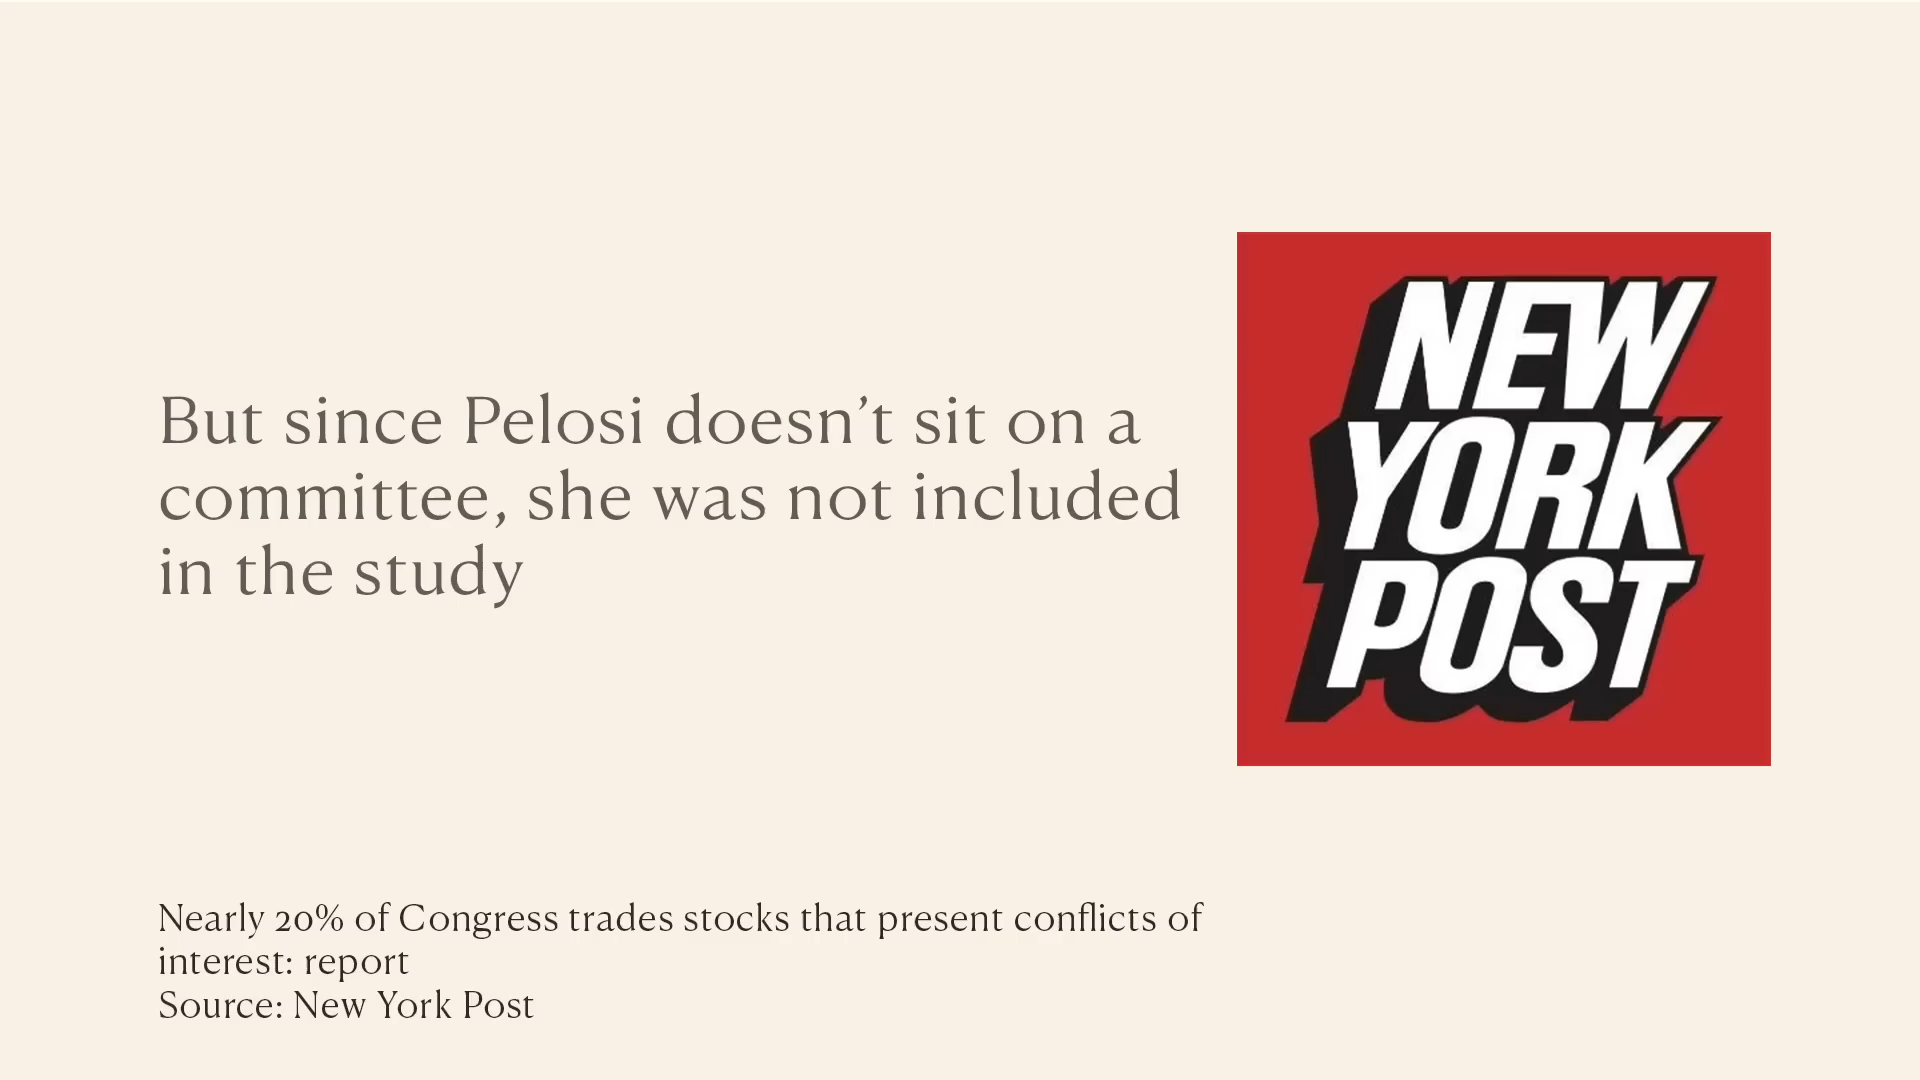 But since Pelosi doesn’t sit on a
committee, she was not included
in the study
NEW
YORK
POST
Nearly 20% of Congress trades stocks that present conflicts of
interest: report
Source: New York Post